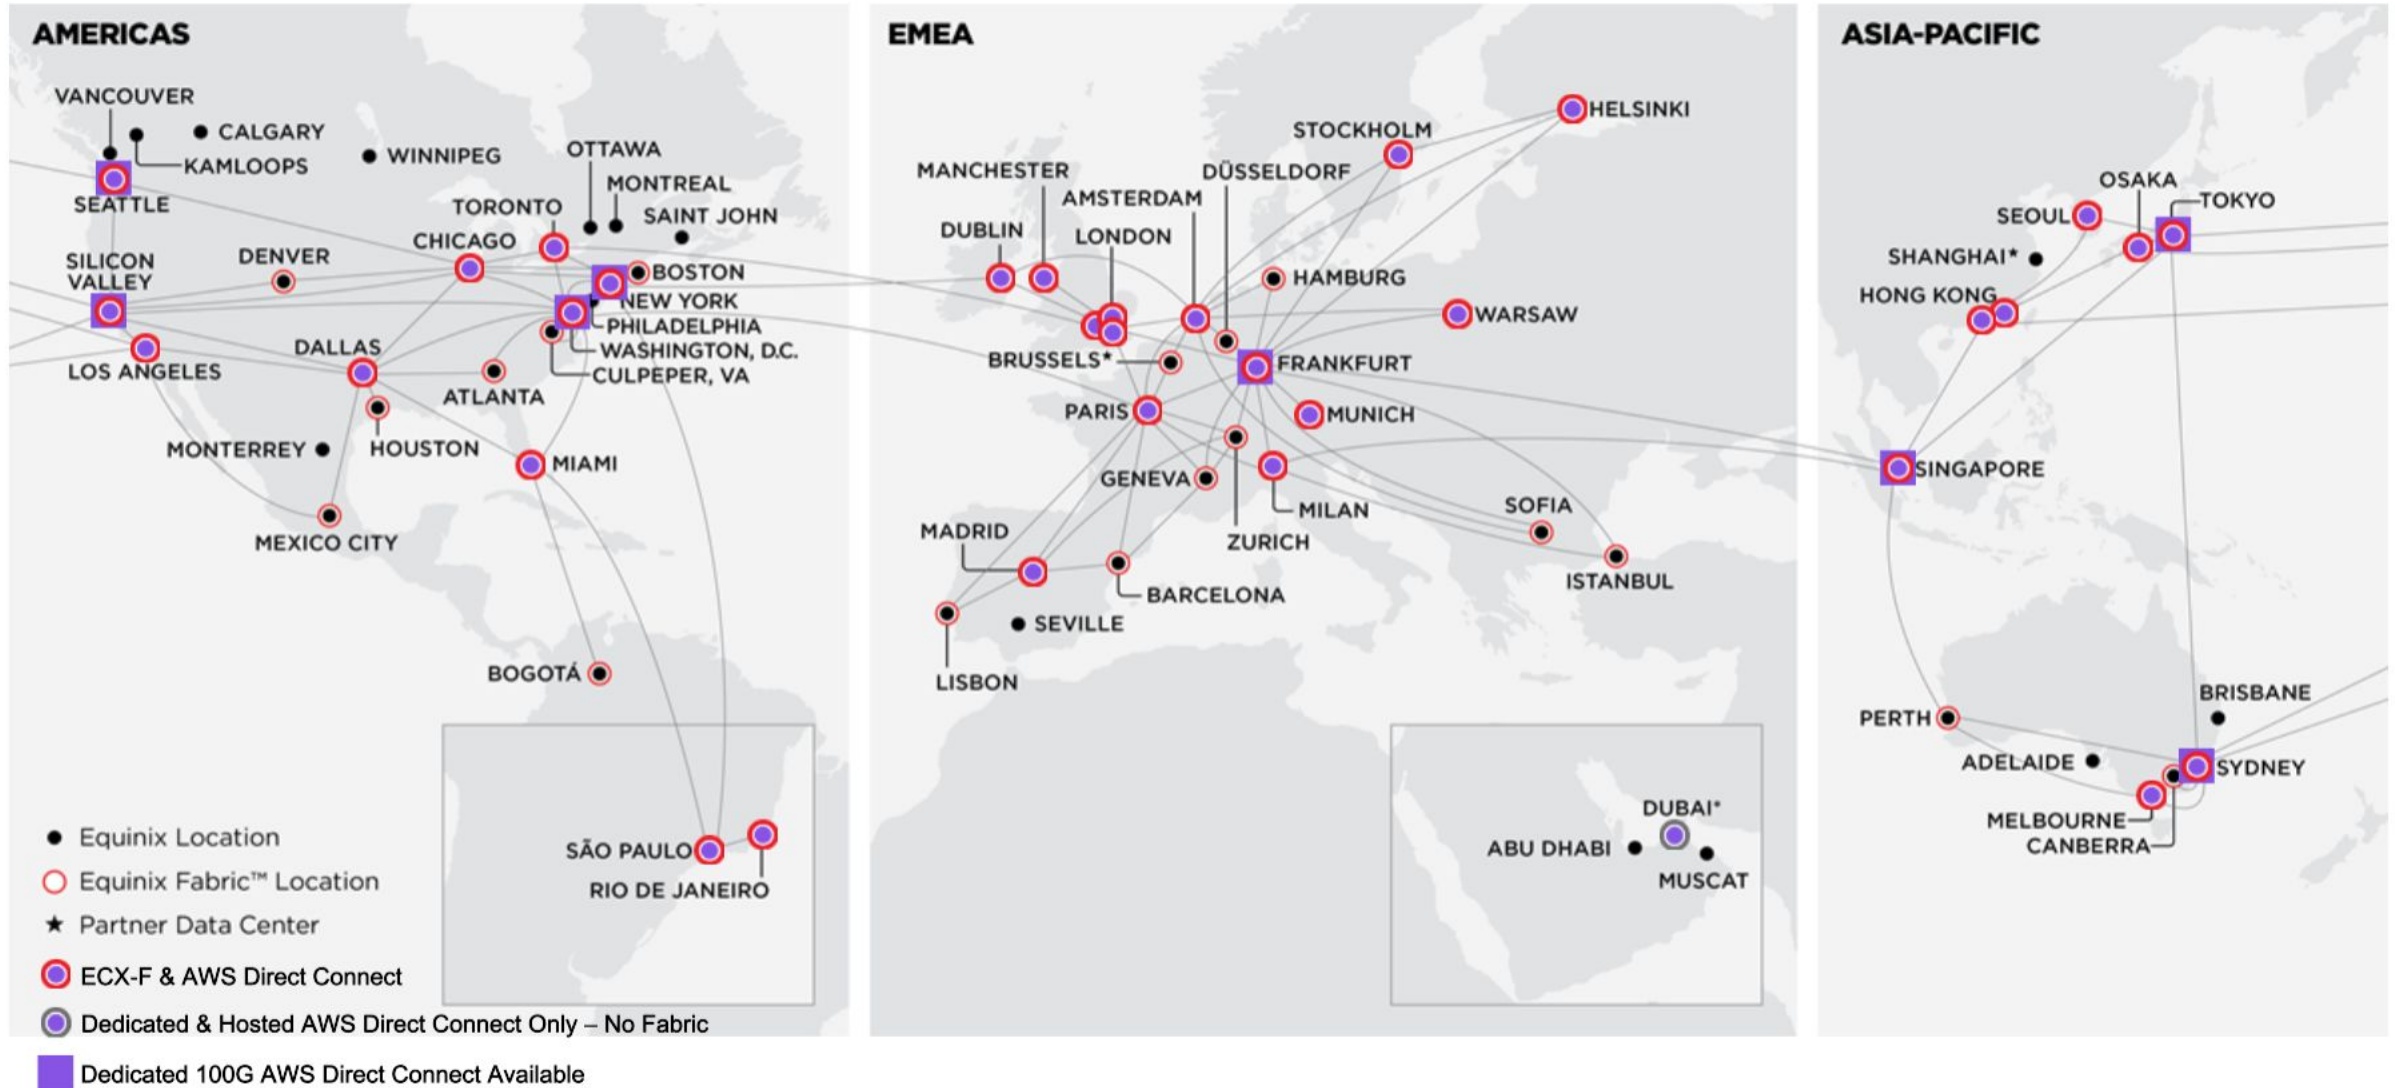 AMERICAS
VANCOUVER
CALGARY
KAMLOOPS
WINNIPEG
SEATTLE
OTTAWA
MONTREAL
TORONTO
SAINT JOHN
CHICAGO
SILICON
VALLEY
DENVER
BOSTON
NEW YORK
PHILADELPHIA
WASHINGTON, D.C.
CULPEPER, VA
DALLAS
LOS ANGELES
ATLANTA
MONTERREY
HOUSTON
MIAMI
MEXICO CITY
BOGOTÁ
SÃO PAULO
RIO DE JANEIRO
Equinix Location
Equinix Fabric™ Location
★ Partner Data Center
ECX-F & AWS Direct Connect
Dedicated & Hosted AWS Direct Connect Only – No Fabric
Dedicated 100G AWS Direct Connect Available
EMEA
HELSINKI
STOCKHOLM
MANCHESTER
DÜSSELDORF
AMSTERDAM
DUBLIN
LONDON
HAMBURG
WARSAW
BRUSSELS*
FRANKFURT
PARIS
MUNICH
GENEVA
MILAN
SOFIA
MADRID
ZURICH
ISTANBUL
BARCELONA
SEVILLE
LISBON
DUBAI*
ABU DHABI
MUSCAT
ASIA-PACIFIC
OSAKA
TOKYO
SEOUL
SHANGHAI*
HONG KONG
SINGAPORE
BRISBANE
PERTH
ADELAIDE
SYDNEY
MELBOURNE
CANBERRA